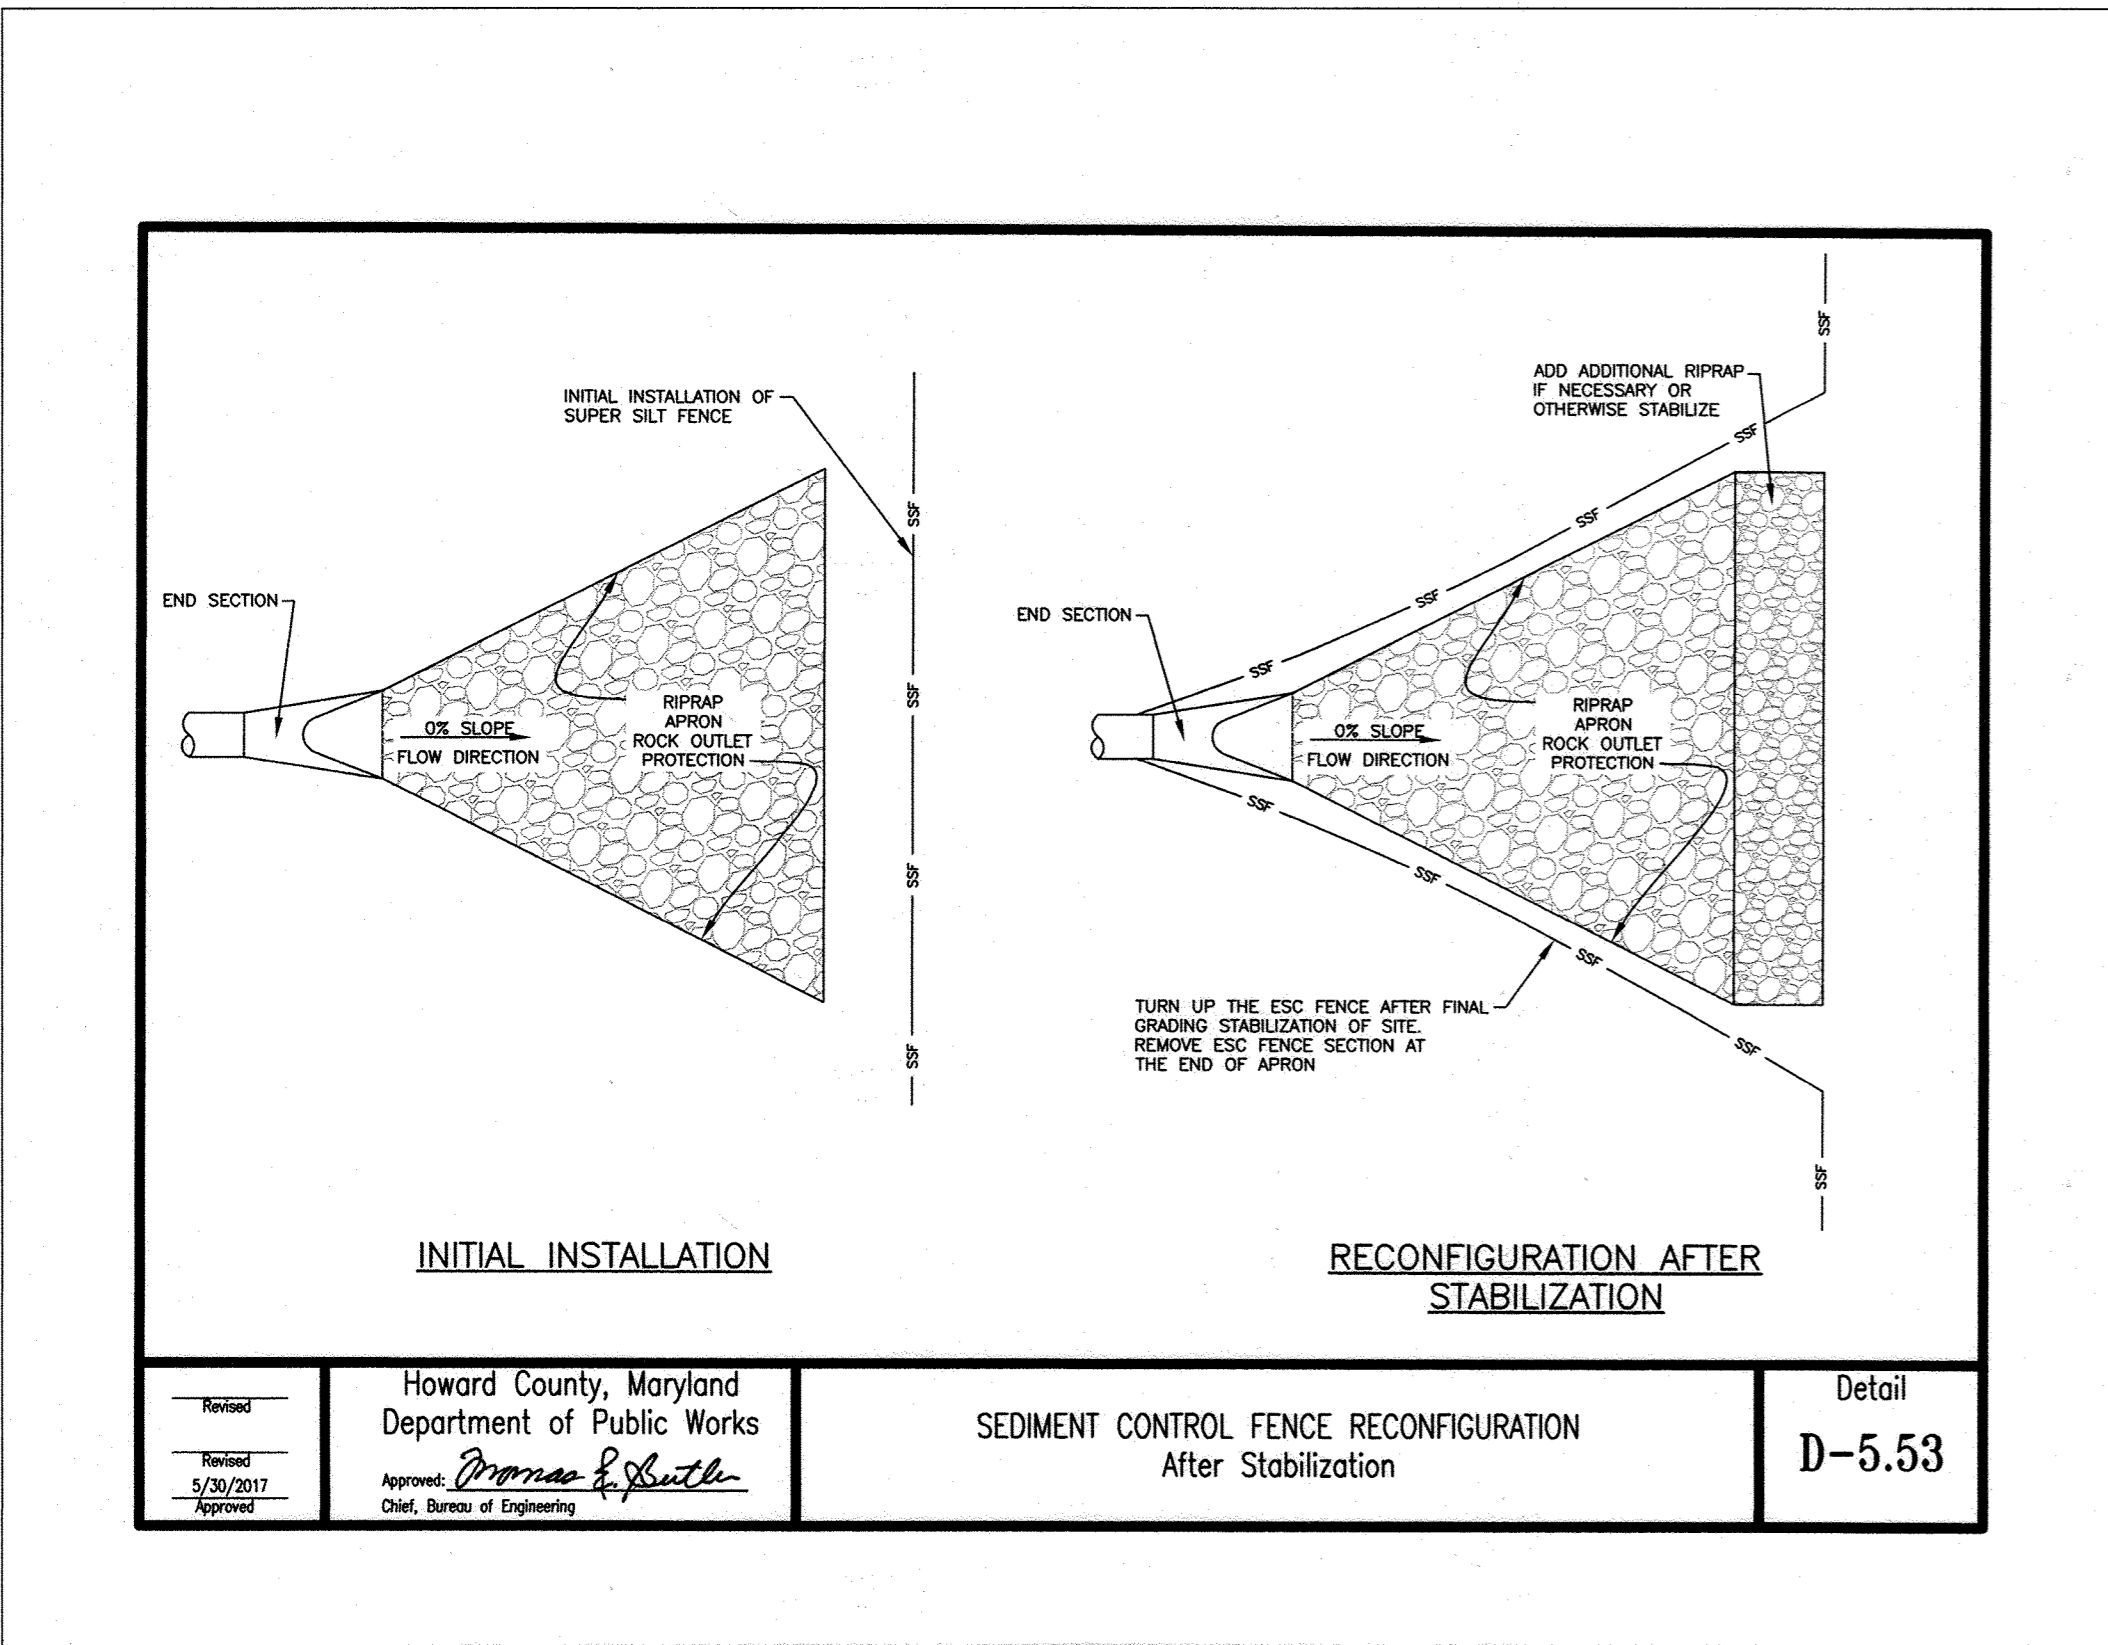 INITIAL INSTALLATION OF
SUPER SILT FENCE
SSF
SSF
SSF
SSF
END SECTION
0% SLOPE
FLOW DIRECTION
RIPRAP
APRON
ROCK OUTLET
PROTECTION
INITIAL INSTALLATION
SSF
ADD ADDITIONAL RIPRAP
IF NECESSARY OR
OTHERWISE STABILIZE
SSF
SSF
SSF
SSF
END SECTION
0% SLOPE
FLOW DIRECTION
RIPRAP
APRON
ROCK OUTLET
PROTECTION
SSF
SSF
SSF
SSF
TURN UP THE ESC FENCE AFTER FINAL
GRADING STABILIZATION OF SITE.
REMOVE ESC FENCE SECTION AT
THE END OF APRON
SSF
RECONFIGURATION AFTER
STABILIZATION
Revised
Revised
5/30/2017
Approved
Howard County, Maryland
Department of Public Works
Approved: Thomas E. Butler
Chief, Bureau of Engineering
SEDIMENT CONTROL FENCE RECONFIGURATION
After Stabilization
Detail
D-5.53